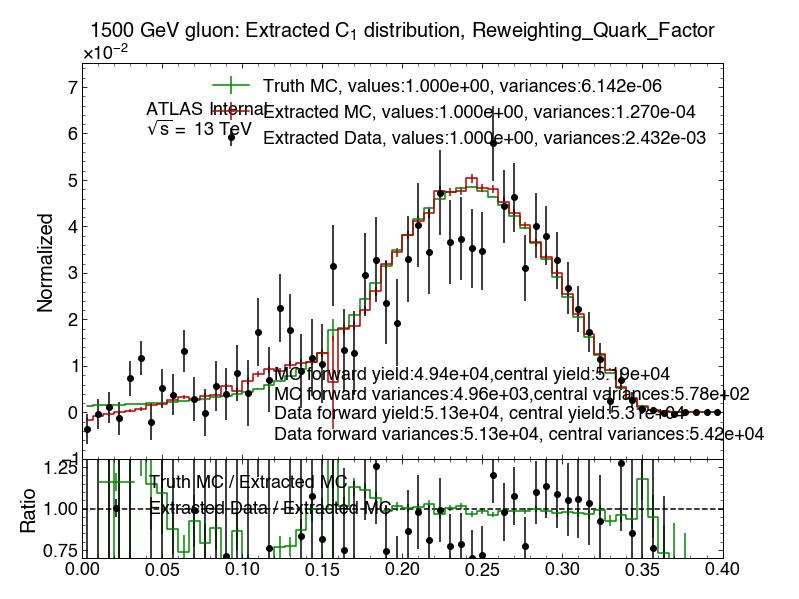 1500 GeV gluon: Extracted C₁ distribution, Reweighting_Quark_Factor
×10⁻²
Truth MC, values:1.000e+00, variances:6.142e-06
ATLAS Internal
Extracted MC, values:1.000e+00, variances:1.270e-04
√s = 13 TeV
Extracted Data, values:1.000e+00, variances:2.432e-03
Normalized
7
6
5
4
3
2
1
0
MC forward yield:4.94e+04,central yield:5.19e+04
MC forward variances:4.96e+03,central variances:5.78e+02
Data forward yield:5.13e+04, central yield:5.37e+04
Data forward variances:5.13e+04, central variances:5.42e+04
Ratio
1.25
1.00
0.75
Truth MC / Extracted MC
Extracted Data / Extracted MC
0.00 0.05 0.10 0.15 0.20 0.25 0.30 0.35 0.40